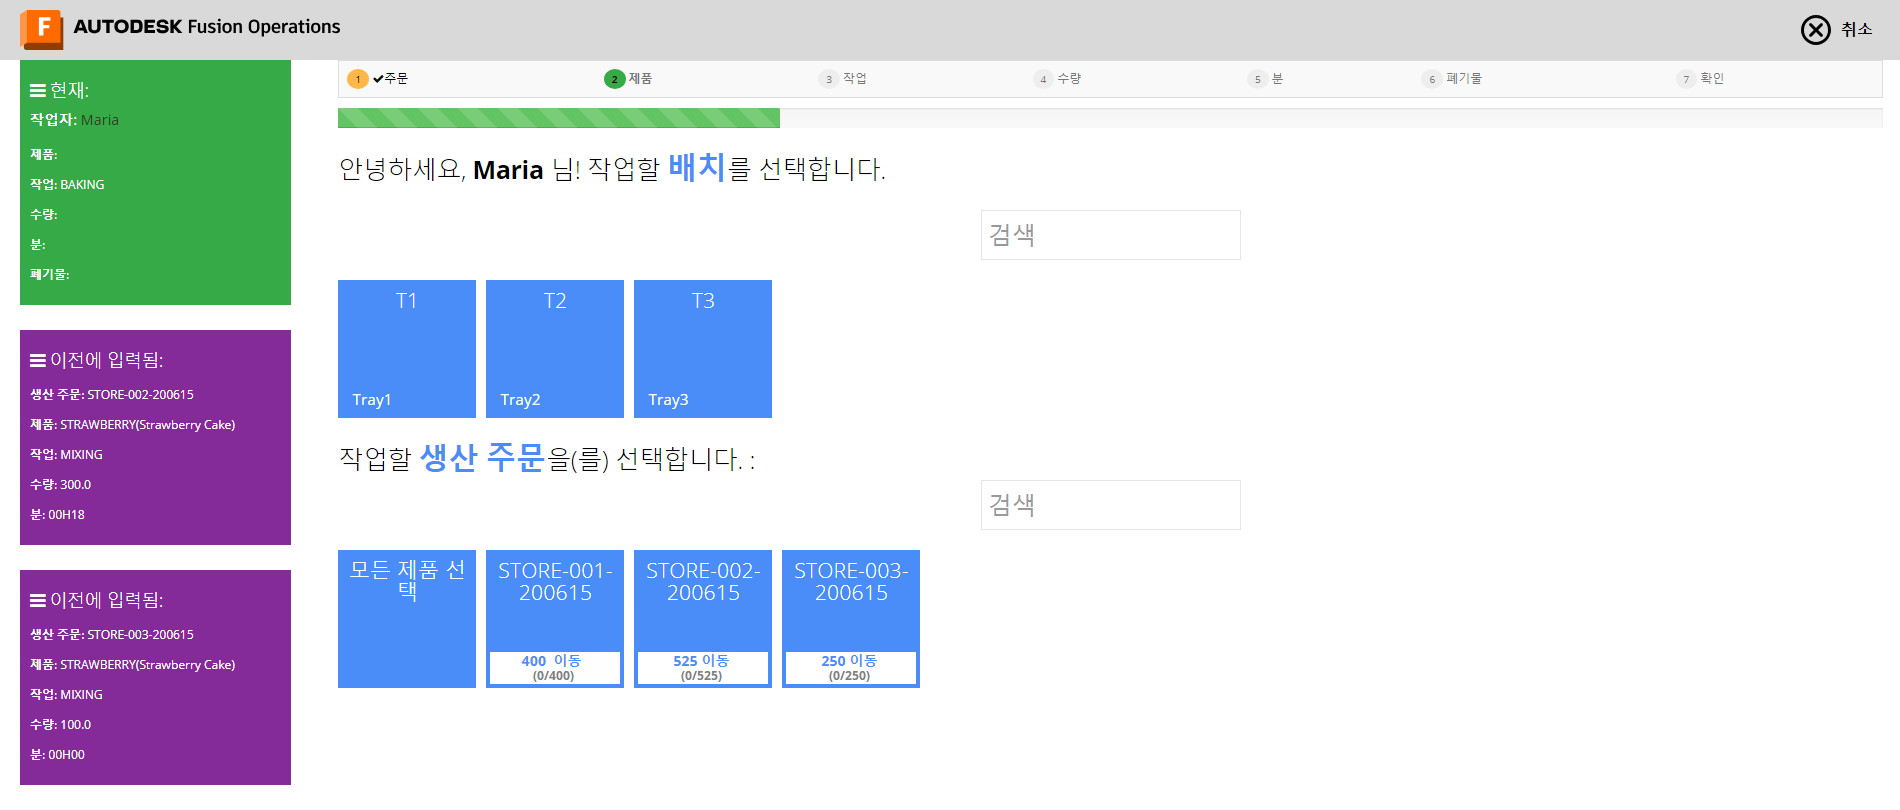 F AUTODESK Fusion Operations
취소
현재:
작업자: Maria
제품:
작업: BAKING
수량:
분:
폐기물:
이전에 입력됨:
생산 주문: STORE-002-200615
제품: STRAWBERRY(Strawberry Cake)
작업: MIXING
수량: 300.0
분: 00H18
이전에 입력됨:
생산 주문: STORE-003-200615
제품: STRAWBERRY(Strawberry Cake)
작업: MIXING
수량: 100.0
분: 00H00
1 ✔주문
2 제품
3 작업
4 수량
5 분
6 폐기물
7 확인
안녕하세요, Maria 님! 작업할 배치를 선택합니다.
검색
T1
Tray1
T2
Tray2
T3
Tray3
작업할 생산 주문을(를) 선택합니다. :
검색
모든 제품 선
택
STORE-001-
200615
400 이동
(0/400)
STORE-002-
200615
525 이동
(0/525)
STORE-003-
200615
250 이동
(0/250)